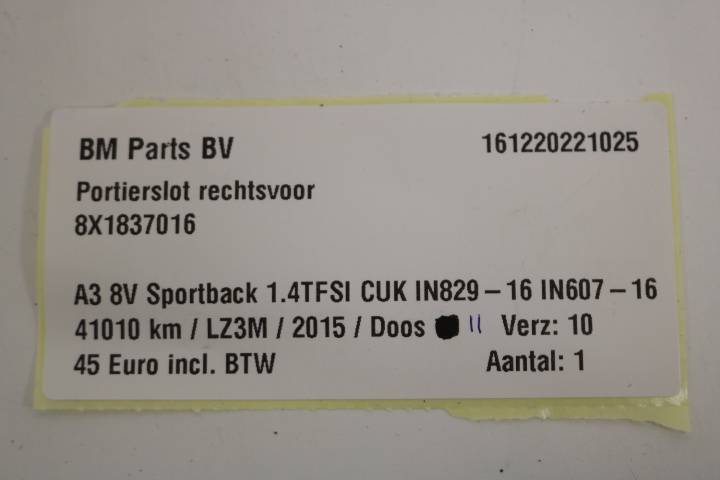 BM Parts BV 161220221025
Portierslot rechtsvoor
8X1837016
A3 8V Sportback 1.4TFSI CUK IN829 – 16 IN607 – 16
41010 km / LZ3M / 2015 / Doos 11 Verz: 10
45 Euro incl. BTW Aantal: 1